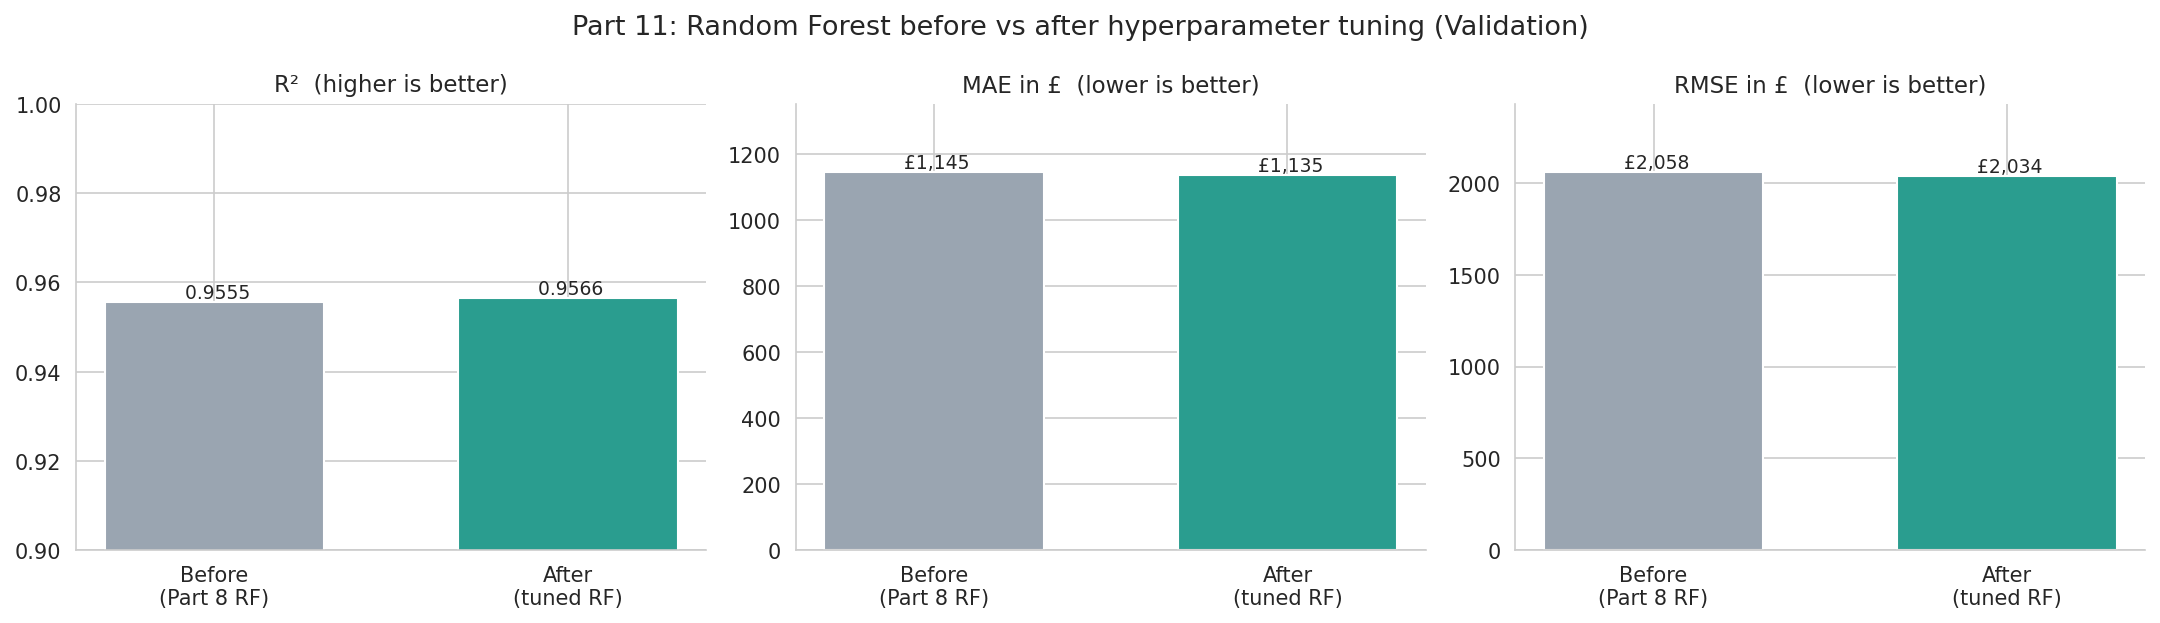 Part 11: Random Forest before vs after hyperparameter tuning (Validation)
R² (higher is better)
1.00
0.98
0.96
0.94
0.92
0.90
0.9555
0.9566
Before
(Part 8 RF)
After
(tuned RF)
MAE in £ (lower is better)
1200
1000
800
600
400
200
0
£1,145
£1,135
Before
(Part 8 RF)
After
(tuned RF)
RMSE in £ (lower is better)
2000
1500
1000
500
0
£2,058
£2,034
Before
(Part 8 RF)
After
(tuned RF)